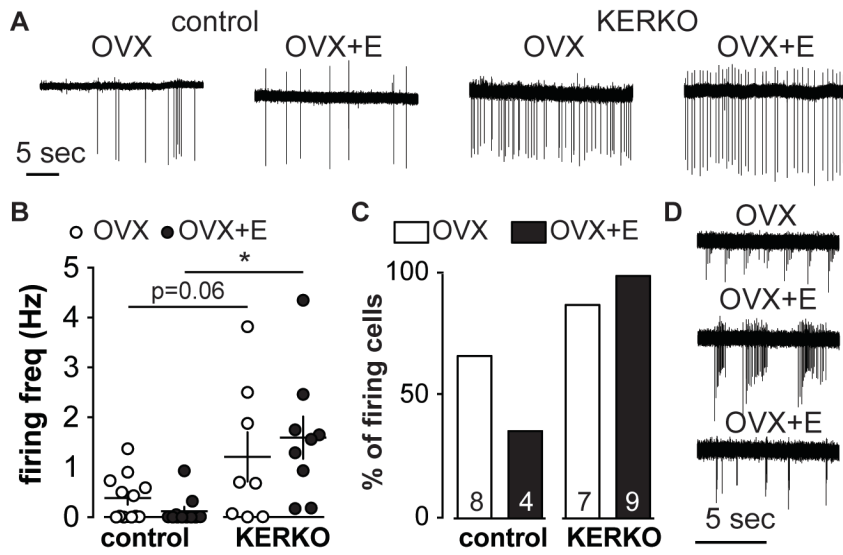 A control KERKO
OVX OVX+E OVX OVX+E
5 sec
B OVX OVX+E
*
p=0.06
firing freq (Hz)
5
4
3
2
1
0
control KERKO
C OVX OVX+E
% of firing cells
100
50
0
8 4 7 9
control KERKO
D
OVX
OVX+E
OVX+E
5 sec